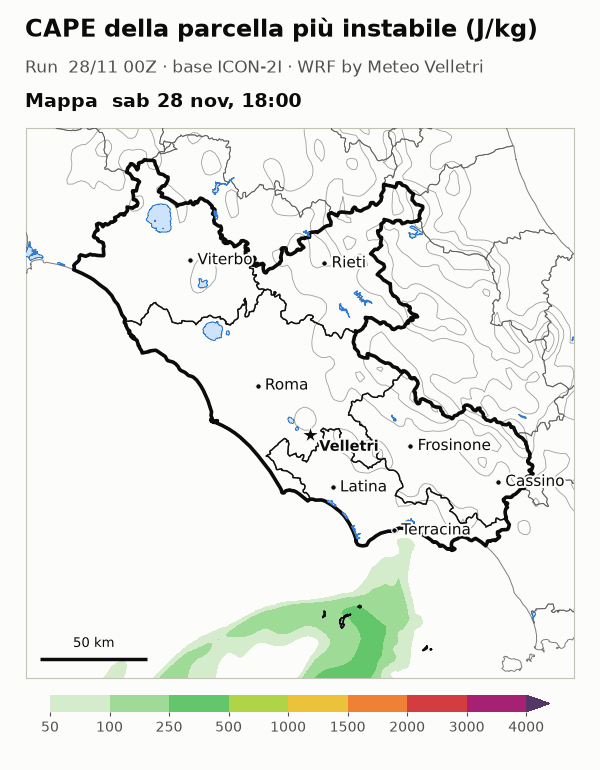 CAPE della parcella più instabile (J/kg)
Run  28/11 00Z · base ICON-2I · WRF by Meteo Velletri
Mappa  sab 28 nov, 18:00
Viterbo
Rieti
Roma
Velletri
Frosinone
Latina
Cassino
Terracina
50 km
50 100 250 500 1000 1500 2000 3000 4000